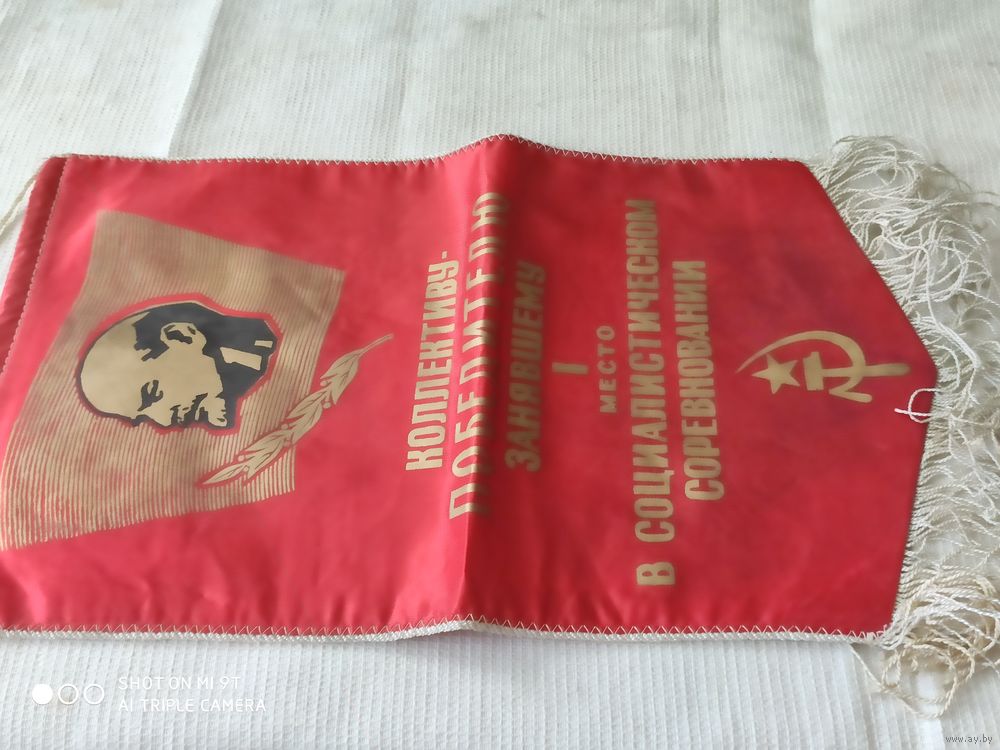 КОЛЛЕКТИВУ-
ПОБЕДИТЕЛЮ
ЗАНЯВШЕМУ
I
МЕСТО
В СОЦИАЛИСТИЧЕСКОМ
СОРЕВНОВАНИИ
SHOT ON MI 9T
AI TRIPLE CAMERA
www.ay.by